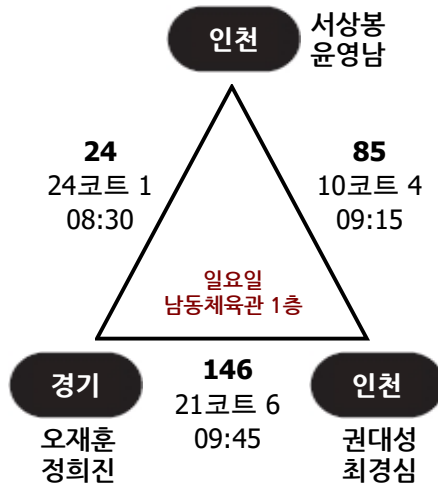 인천
서상봉
윤영남
24
24코트 1
08:30
85
10코트 4
09:15
일요일
남동체육관 1층
경기
오재훈
정희진
146
21코트 6
09:45
인천
권대성
최경심